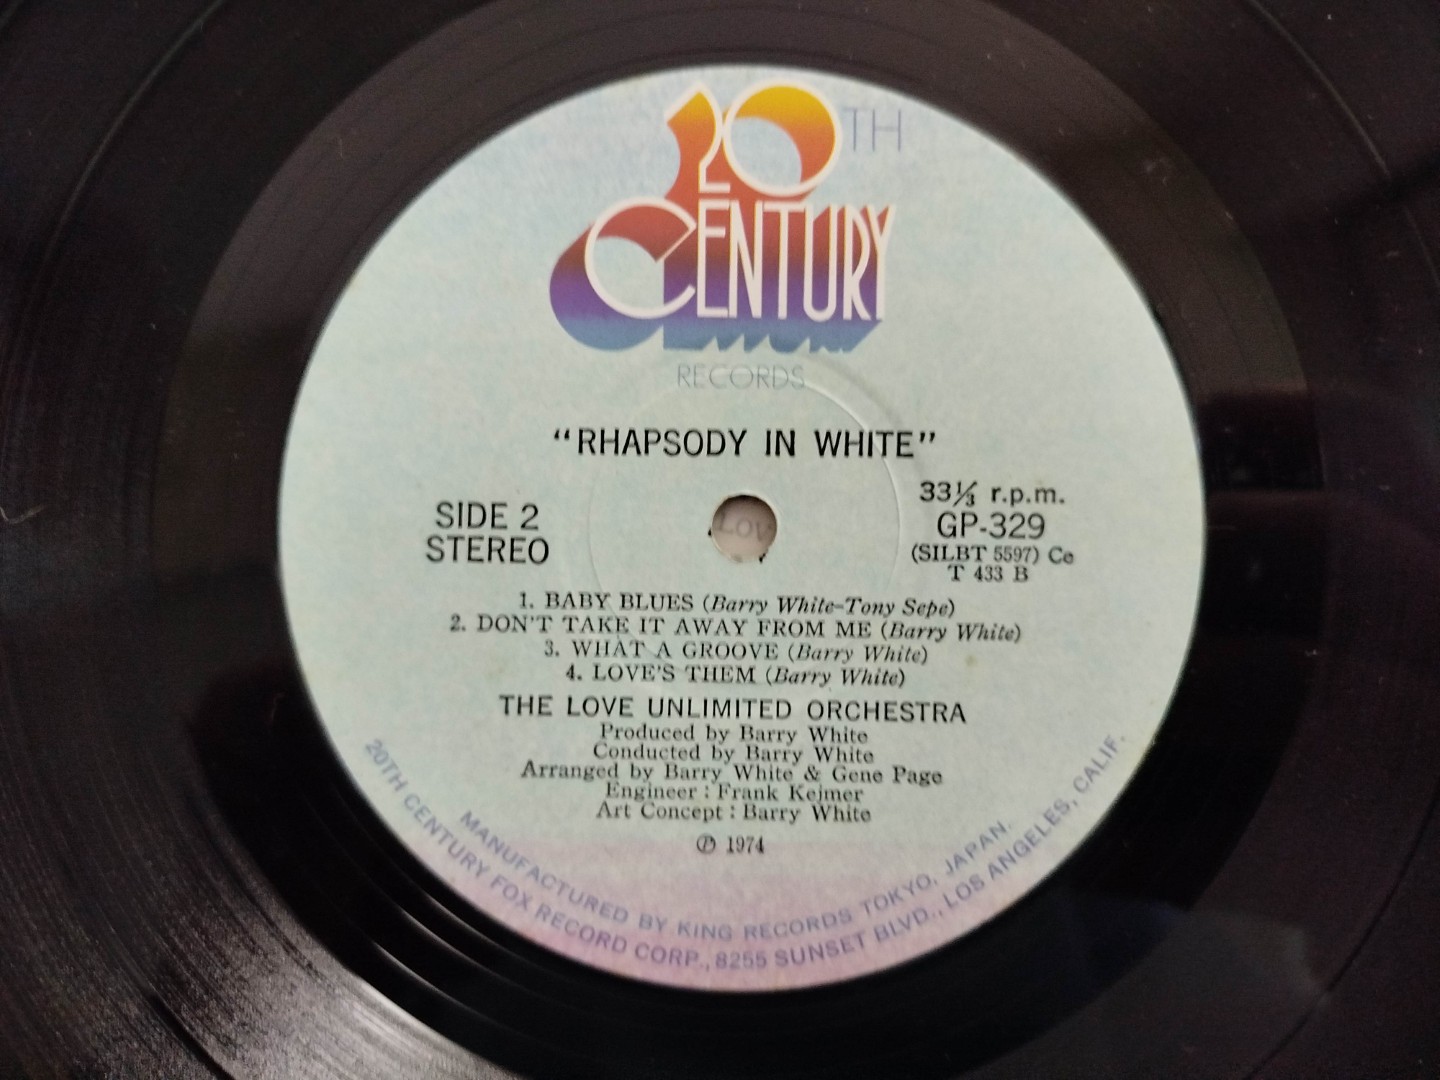 20TH
CENTURY
RECORDS
"RHAPSODY IN WHITE"
SIDE 2
STEREO
33⅓ r.p.m.
GP-329
(SILBT 5597) Ce
T 433 B
1. BABY BLUES (Barry White-Tony Sepe)
2. DON'T TAKE IT AWAY FROM ME (Barry White)
3. WHAT A GROOVE (Barry White)
4. LOVE'S THEM (Barry White)
THE LOVE UNLIMITED ORCHESTRA
Produced by Barry White
Conducted by Barry White
Arranged by Barry White & Gene Page
Engineer : Frank Kejmer
Art Concept : Barry White
℗ 1974
MANUFACTURED BY KING RECORDS TOKYO, JAPAN.
20TH CENTURY FOX RECORD CORP., 8255 SUNSET BLVD., LOS ANGELES, CALIF.